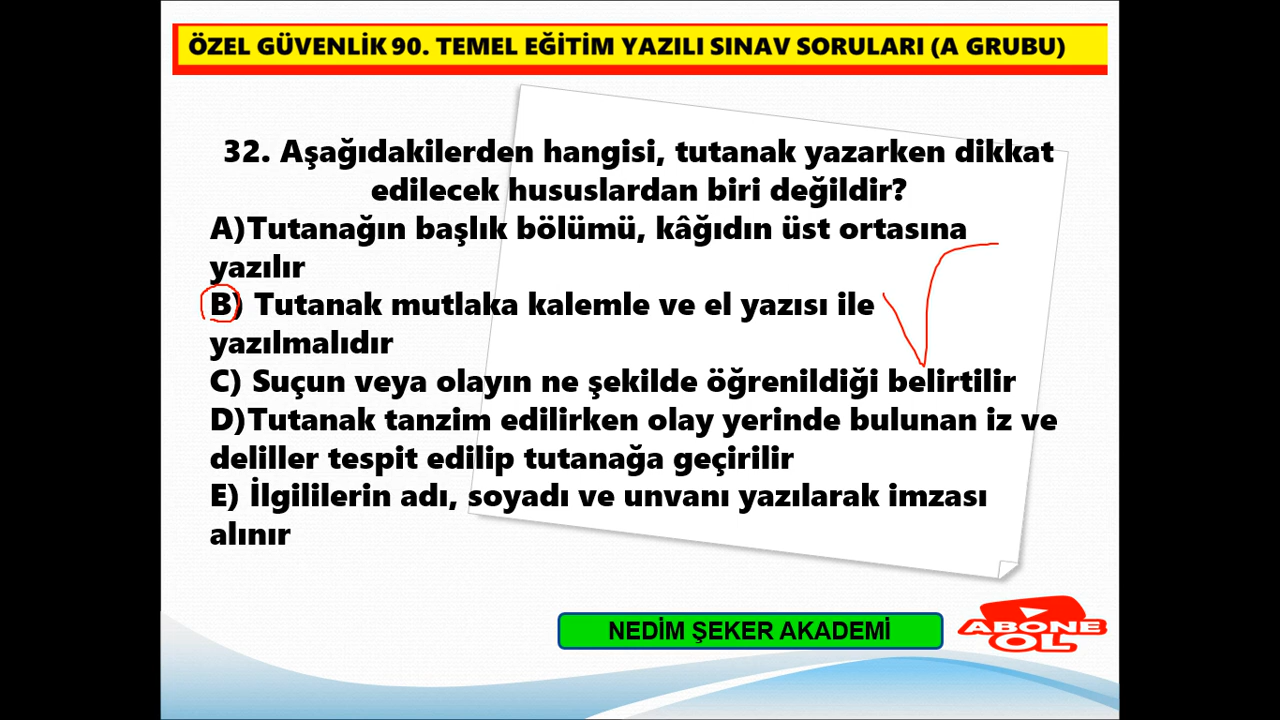 ÖZEL GÜVENLİK 90. TEMEL EĞİTİM YAZILI SINAV SORULARI (A GRUBU)
32. Aşağıdakilerden hangisi, tutanak yazarken dikkat
edilecek hususlardan biri değildir?
A)Tutanağın başlık bölümü, kâğıdın üst ortasına
yazılır
B) Tutanak mutlaka kalemle ve el yazısı ile
yazılmalıdır
C) Suçun veya olayın ne şekilde öğrenildiği belirtilir
D)Tutanak tanzim edilirken olay yerinde bulunan iz ve
deliller tespit edilip tutanağa geçirilir
E) İlgililerin adı, soyadı ve unvanı yazılarak imzası
alınır
NEDİM ŞEKER AKADEMİ
ABONE
OL